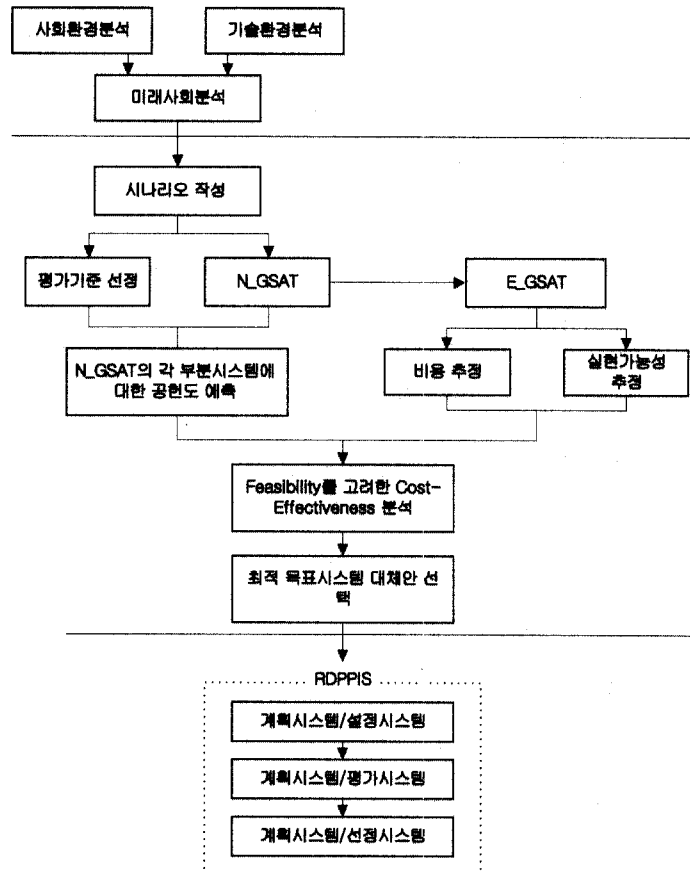 사회환경분석
기술환경분석
미래사회분석
시나리오 작성
평가기준 선정
N_GSAT
E_GSAT
N_GSAT의 각 부분시스템에
대한 공헌도 예측
비용 추정
실현가능성
추정
Feasibility를 고려한 Cost-
Effectiveness 분석
최적 목표시스템 대체안 선
택
RDPPIS
계획시스템/설정시스템
계획시스템/평가시스템
계획시스템/선정시스템